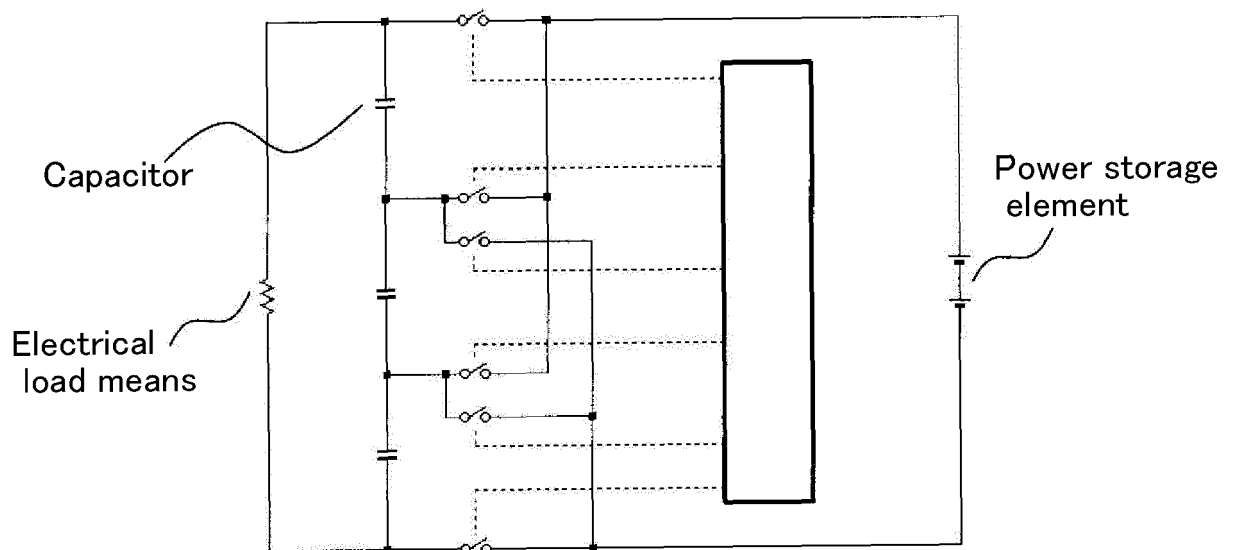 Capacitor
Power storage
element
Electrical
load means